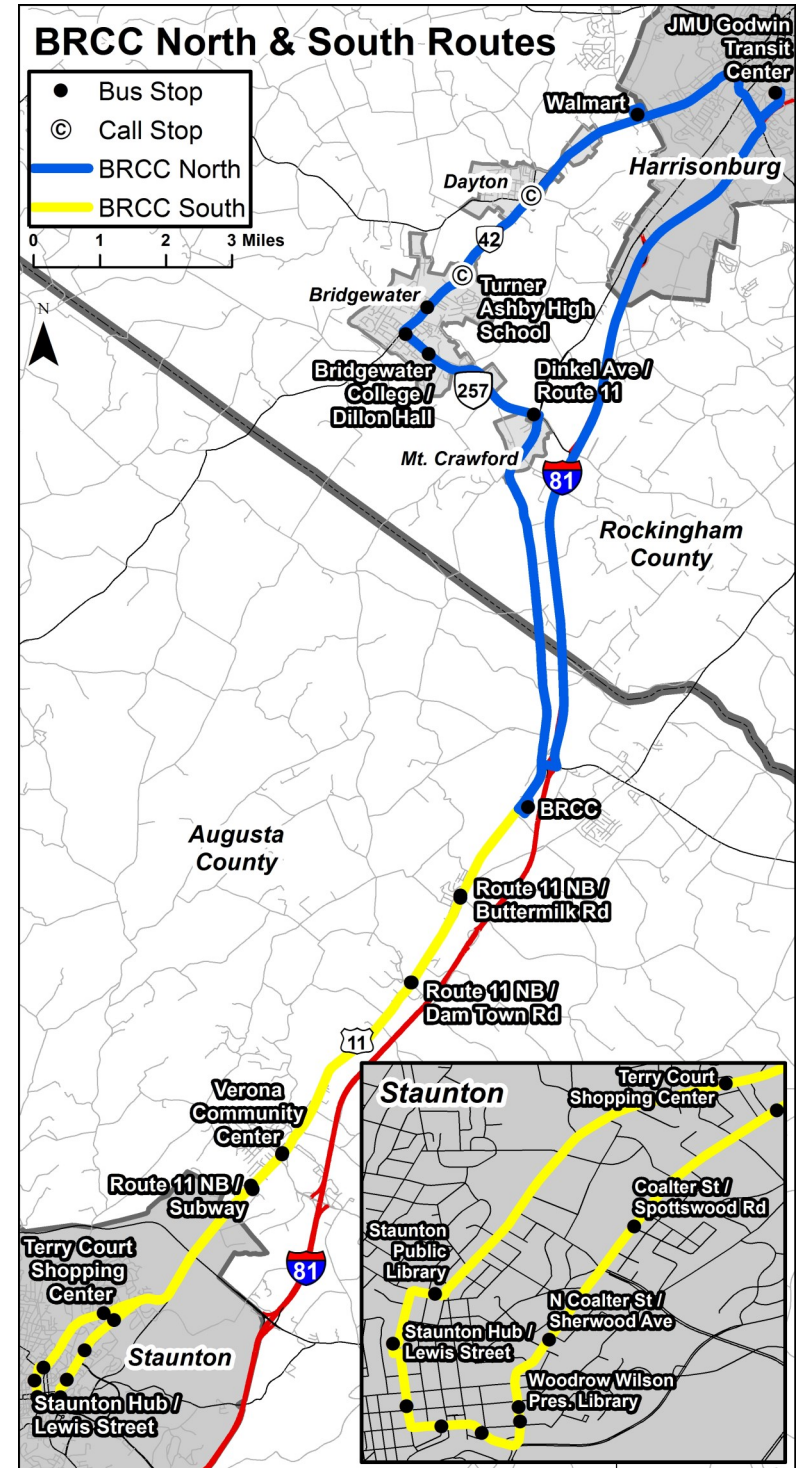 BRCC North & South Routes
Bus Stop
© Call Stop
BRCC North
BRCC South
0 1 2 3 Miles
N
JMU Godwin
Transit
Center
Walmart
Harrisonburg
Dayton
©
42
©
Bridgewater
Turner
Ashby High
School
Bridgewater
College /
Dillon Hall
257
Dinkel Ave /
Route 11
Mt. Crawford
81
Rockingham
County
BRCC
Augusta
County
Route 11 NB /
Buttermilk Rd
Route 11 NB /
Dam Town Rd
11
Verona
Community
Center
Route 11 NB /
Subway
Terry Court
Shopping
Center
81
Staunton
Staunton Hub /
Lewis Street
Staunton
Terry Court
Shopping Center
Coalter St /
Spottswood Rd
Staunton
Public
Library
N Coalter St /
Sherwood Ave
Staunton Hub /
Lewis Street
Woodrow Wilson
Pres. Library